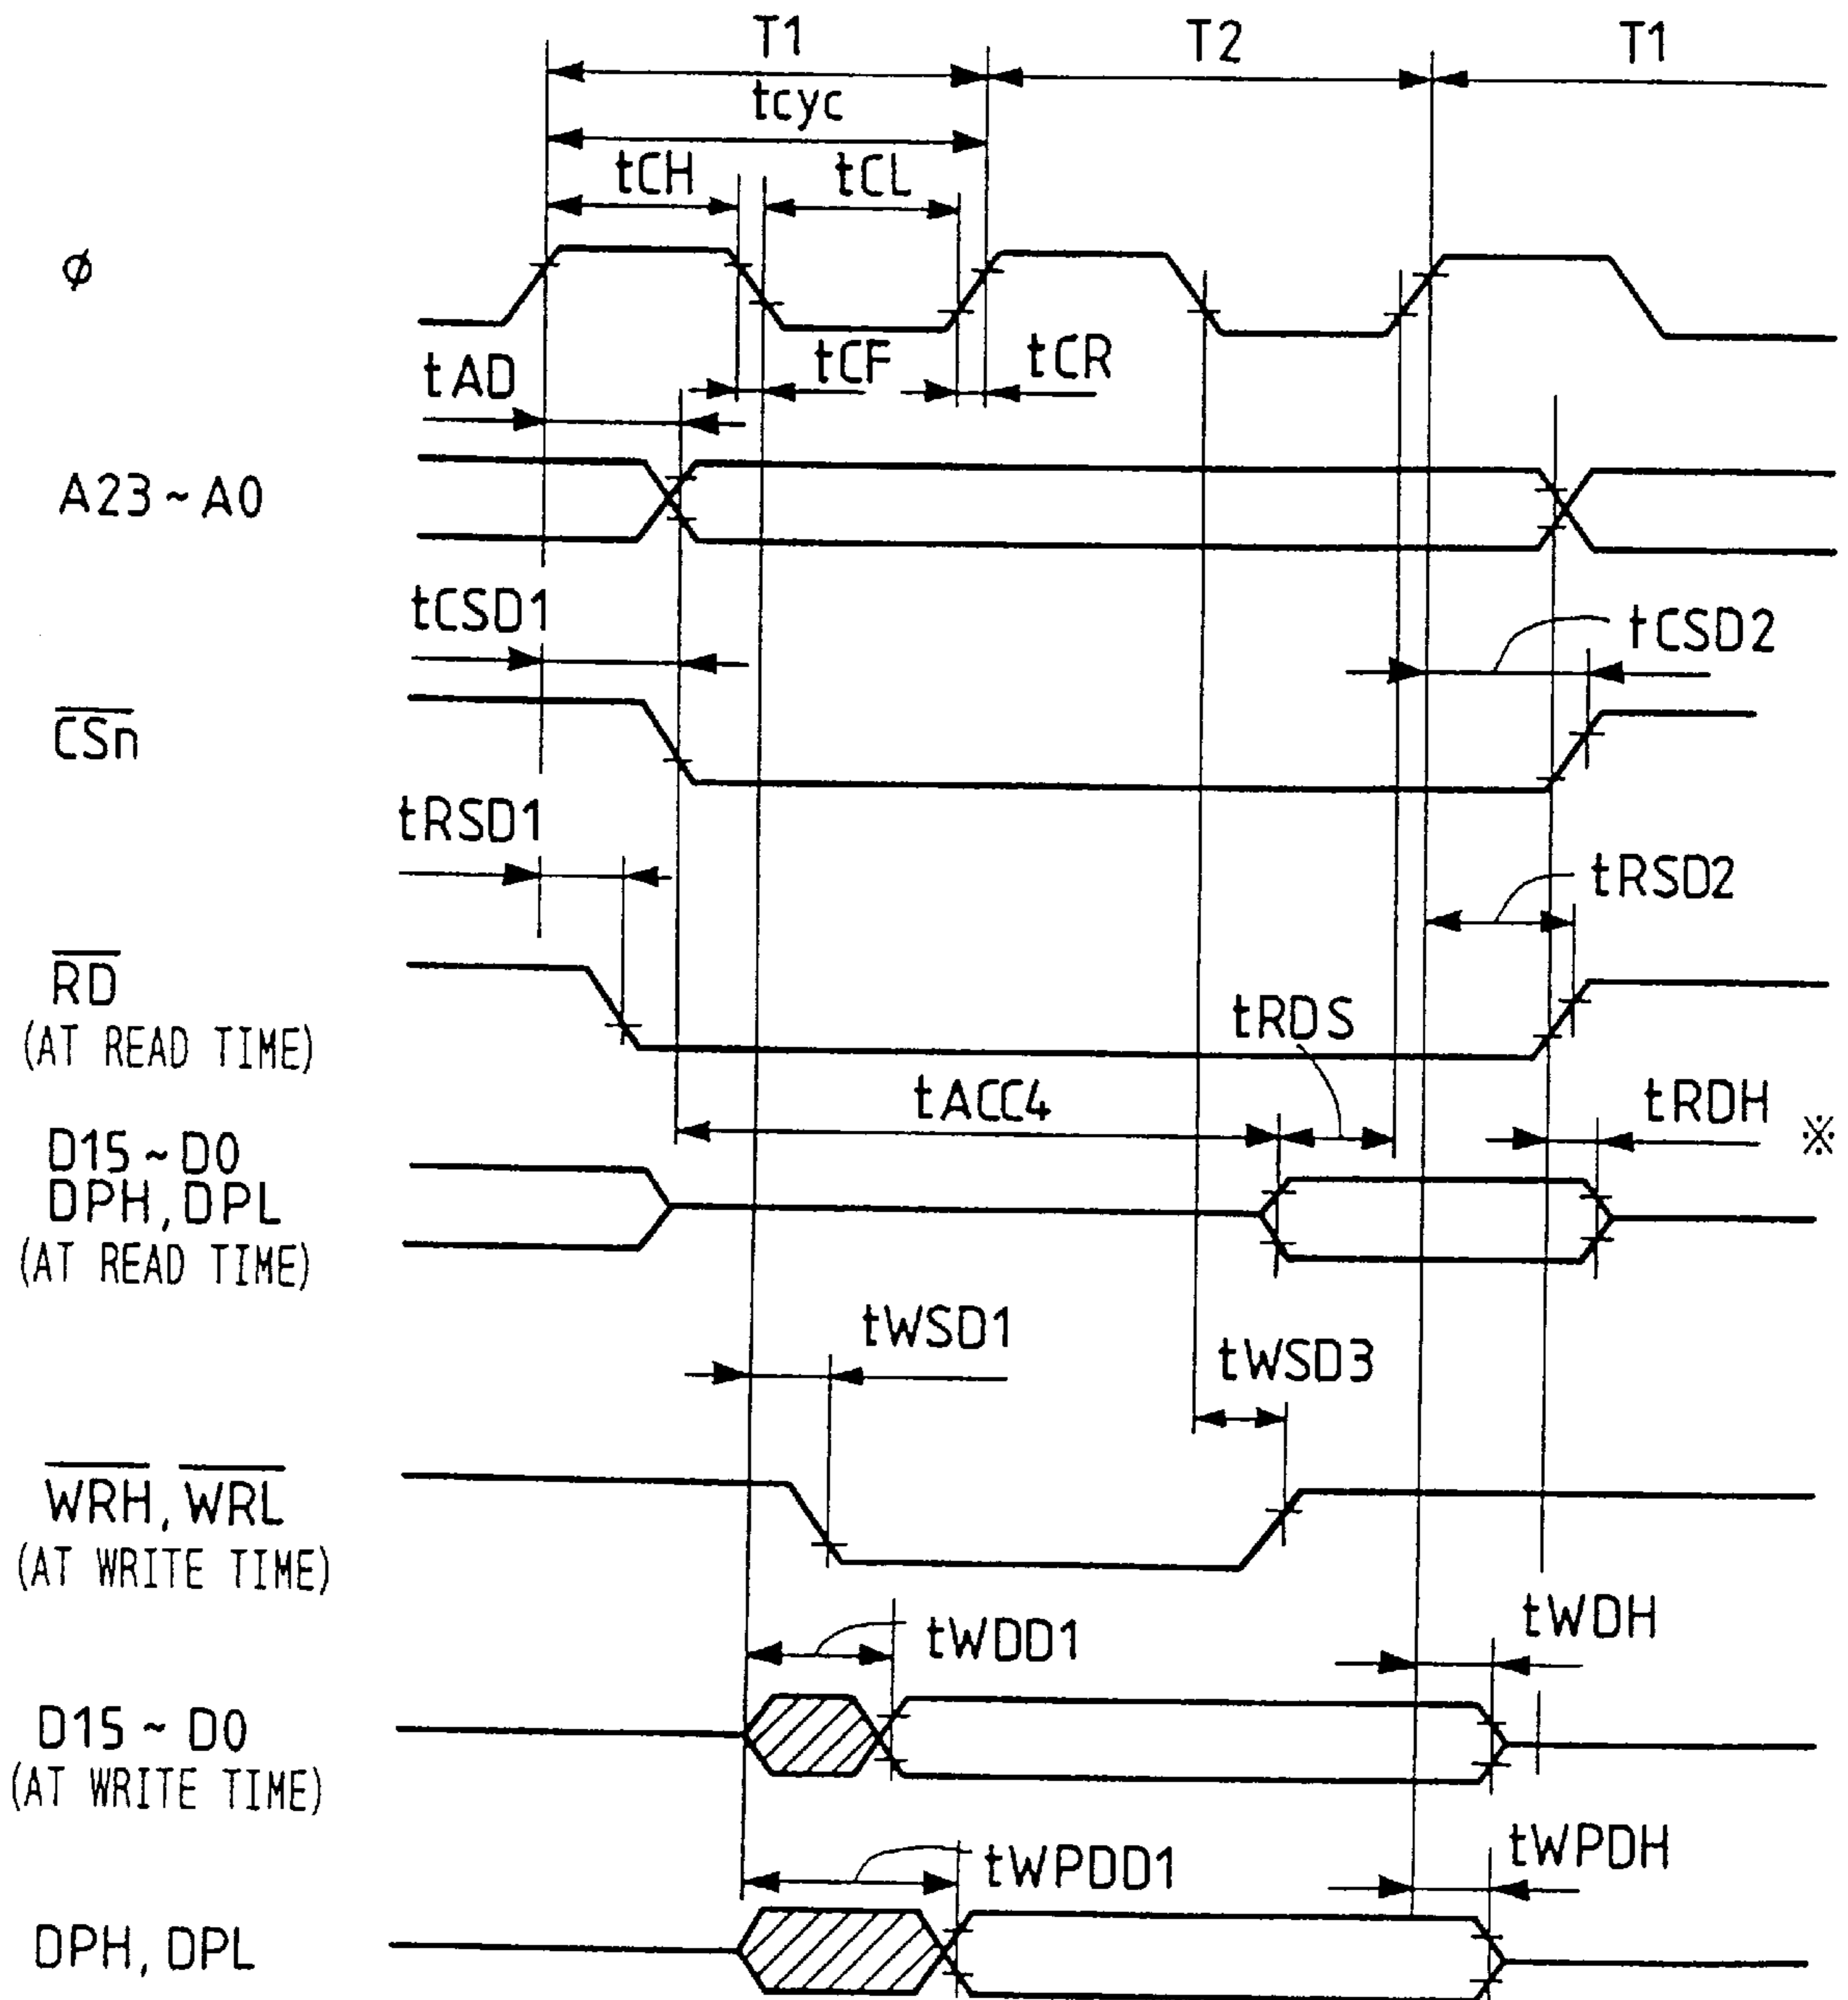 T1 T2 T1
tcyc
tCH tCL
φ
tAD tCF tCR
A23~A0
tCSD1 tCSD2
CSn
tRSD1
tRSD2
RD
(AT READ TIME)
tRDS
tACC4 tRDH ※
D15~D0
DPH, DPL
(AT READ TIME)
tWSD1
tWSD3
WRH, WRL
(AT WRITE TIME)
tWDD1 tWDH
D15~D0
(AT WRITE TIME)
tWPDD1 tWPDH
DPH, DPL